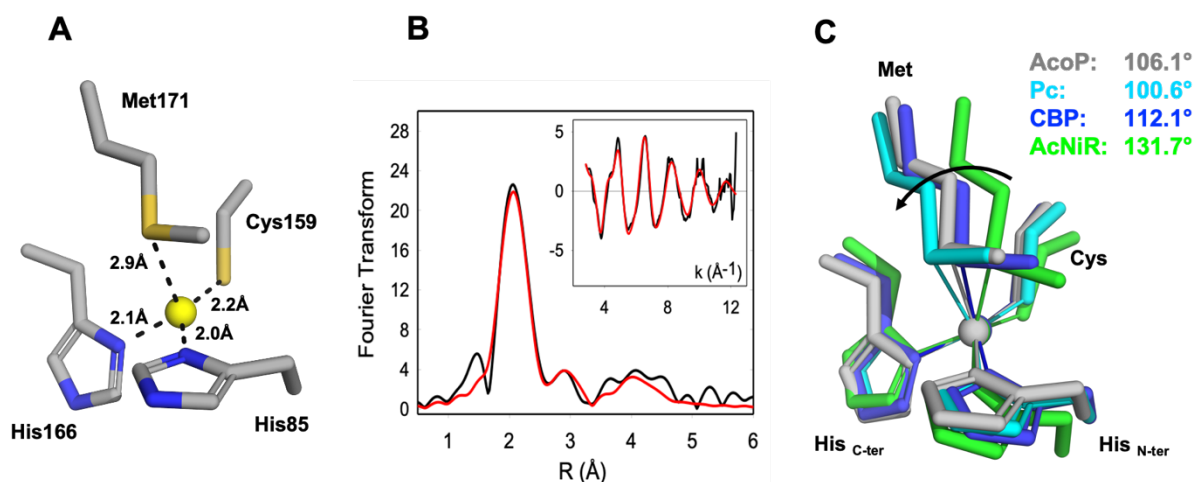 A
Met171
Cys159
2.9Å
2.2Å
2.1Å
2.0Å
His166
His85
B
Fourier Transform
28
24
20
16
12
8
4
0
1 2 3 4 5 6
R (Å)
5
0
-5
k (Å-1)
4 8 12
C
Met
AcoP: 106.1°
Pc: 100.6°
CBP: 112.1°
AcNiR: 131.7°
Cys
His C-ter
His N-ter